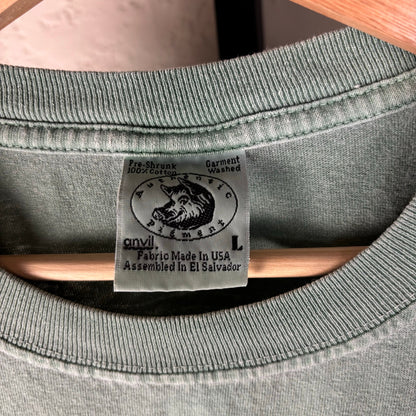 Pre-Shrunk Garment
100% Cotton Washed
Authentic
Pigment
anvil. L
Fabric Made In USA
Assembled In El Salvador